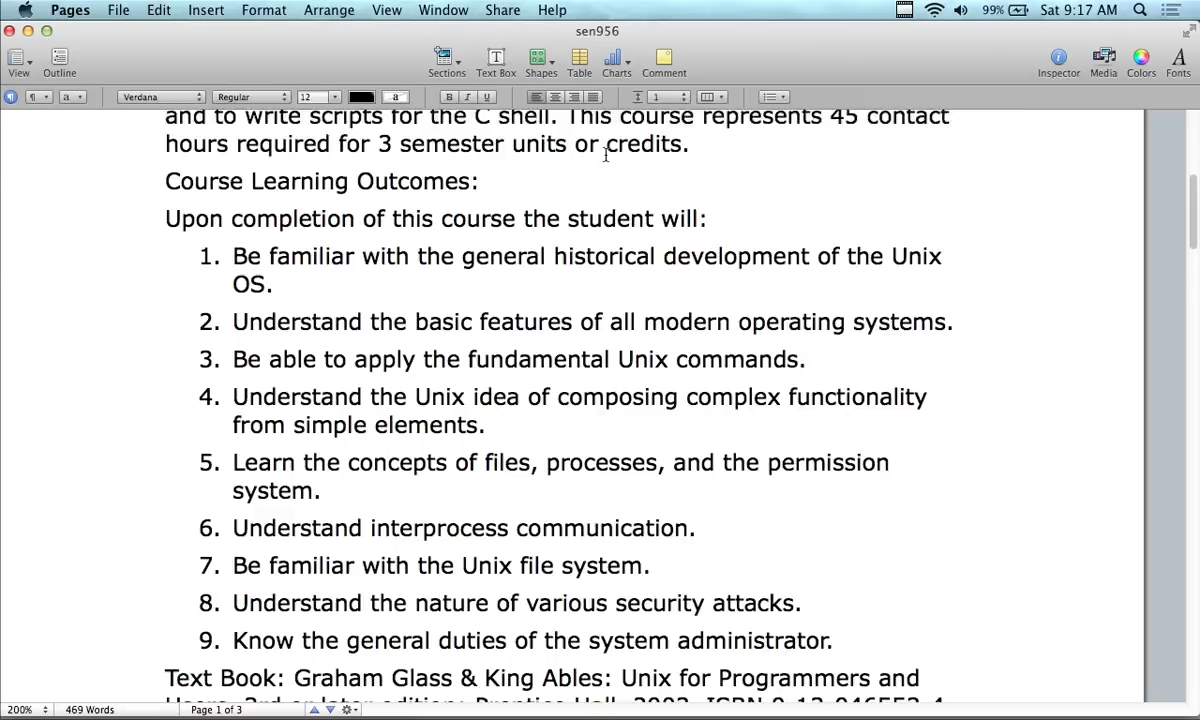 Pages File Edit Insert Format Arrange View Window Share Help 99% Sat 9:17 AM
sen956
View Outline Sections Text Box Shapes Table Charts Comment Inspector Media Colors Fonts
Verdana Regular 12 a B I U 1
and to write scripts for the C shell. This course represents 45 contact
hours required for 3 semester units or credits.
Course Learning Outcomes:
Upon completion of this course the student will:
1. Be familiar with the general historical development of the Unix
OS.
2. Understand the basic features of all modern operating systems.
3. Be able to apply the fundamental Unix commands.
4. Understand the Unix idea of composing complex functionality
from simple elements.
5. Learn the concepts of files, processes, and the permission
system.
6. Understand interprocess communication.
7. Be familiar with the Unix file system.
8. Understand the nature of various security attacks.
9. Know the general duties of the system administrator.
Text Book: Graham Glass & King Ables: Unix for Programmers and
200% 469 Words Page 1 of 3